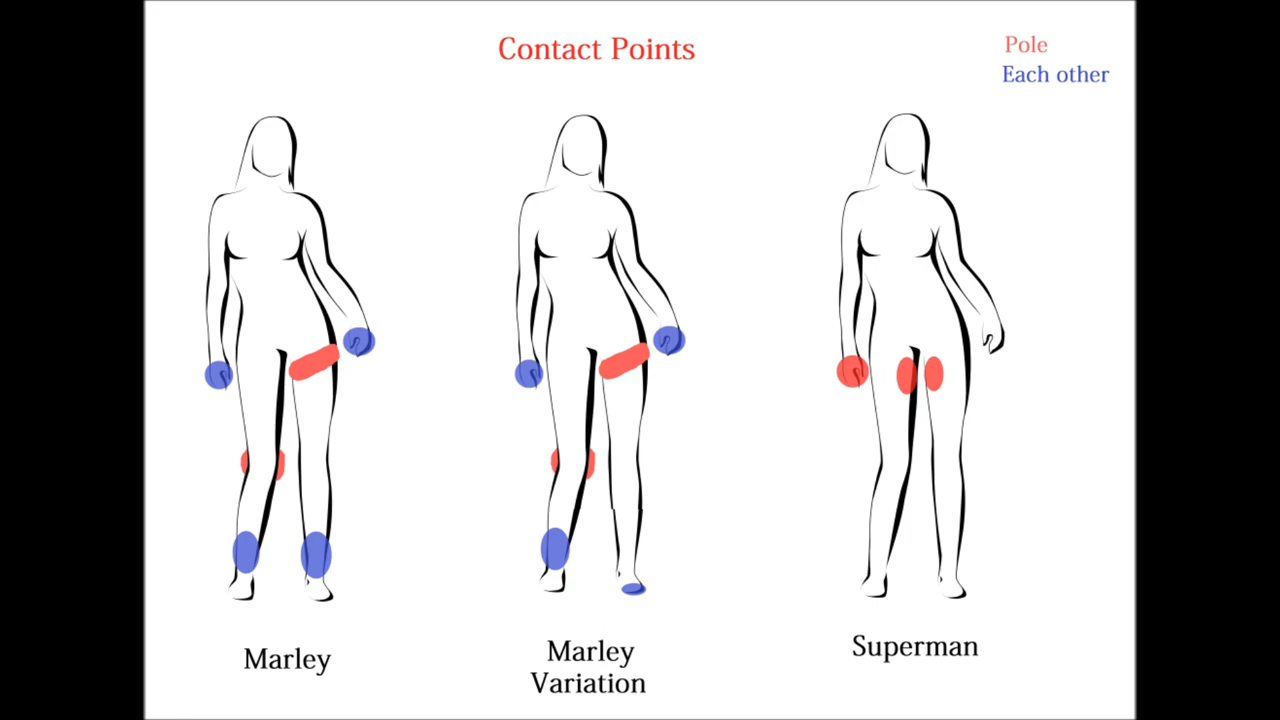 Contact Points
Pole
Each other
Marley
Marley
Variation
Superman